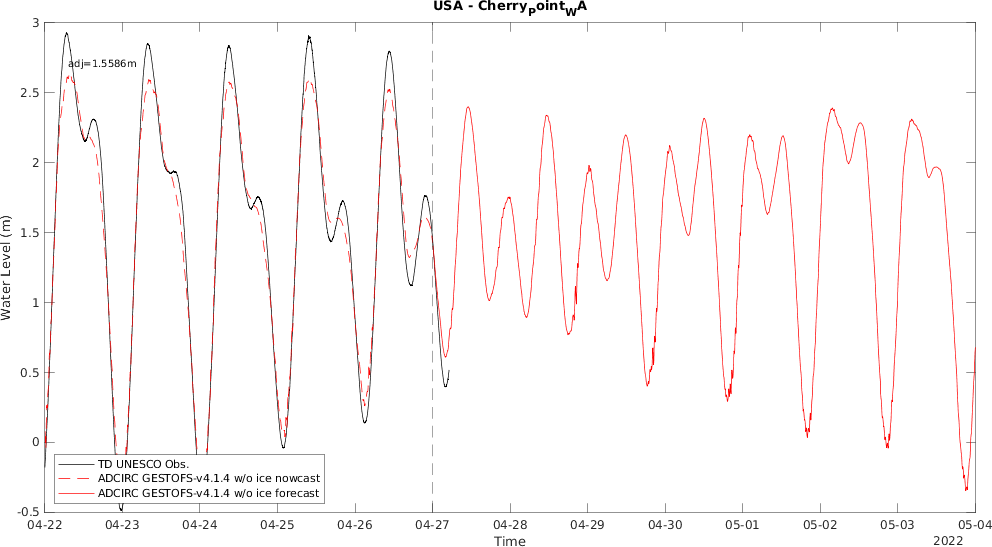 USA - Cherry_Point_WA
adj=1.5586m
Water Level (m)
3
2.5
2
1.5
1
0.5
0
-0.5
TD UNESCO Obs.
ADCIRC GESTOFS-v4.1.4 w/o ice nowcast
ADCIRC GESTOFS-v4.1.4 w/o ice forecast
04-22 04-23 04-24 04-25 04-26 04-27 04-28 04-29 04-30 05-01 05-02 05-03 05-04
Time
2022